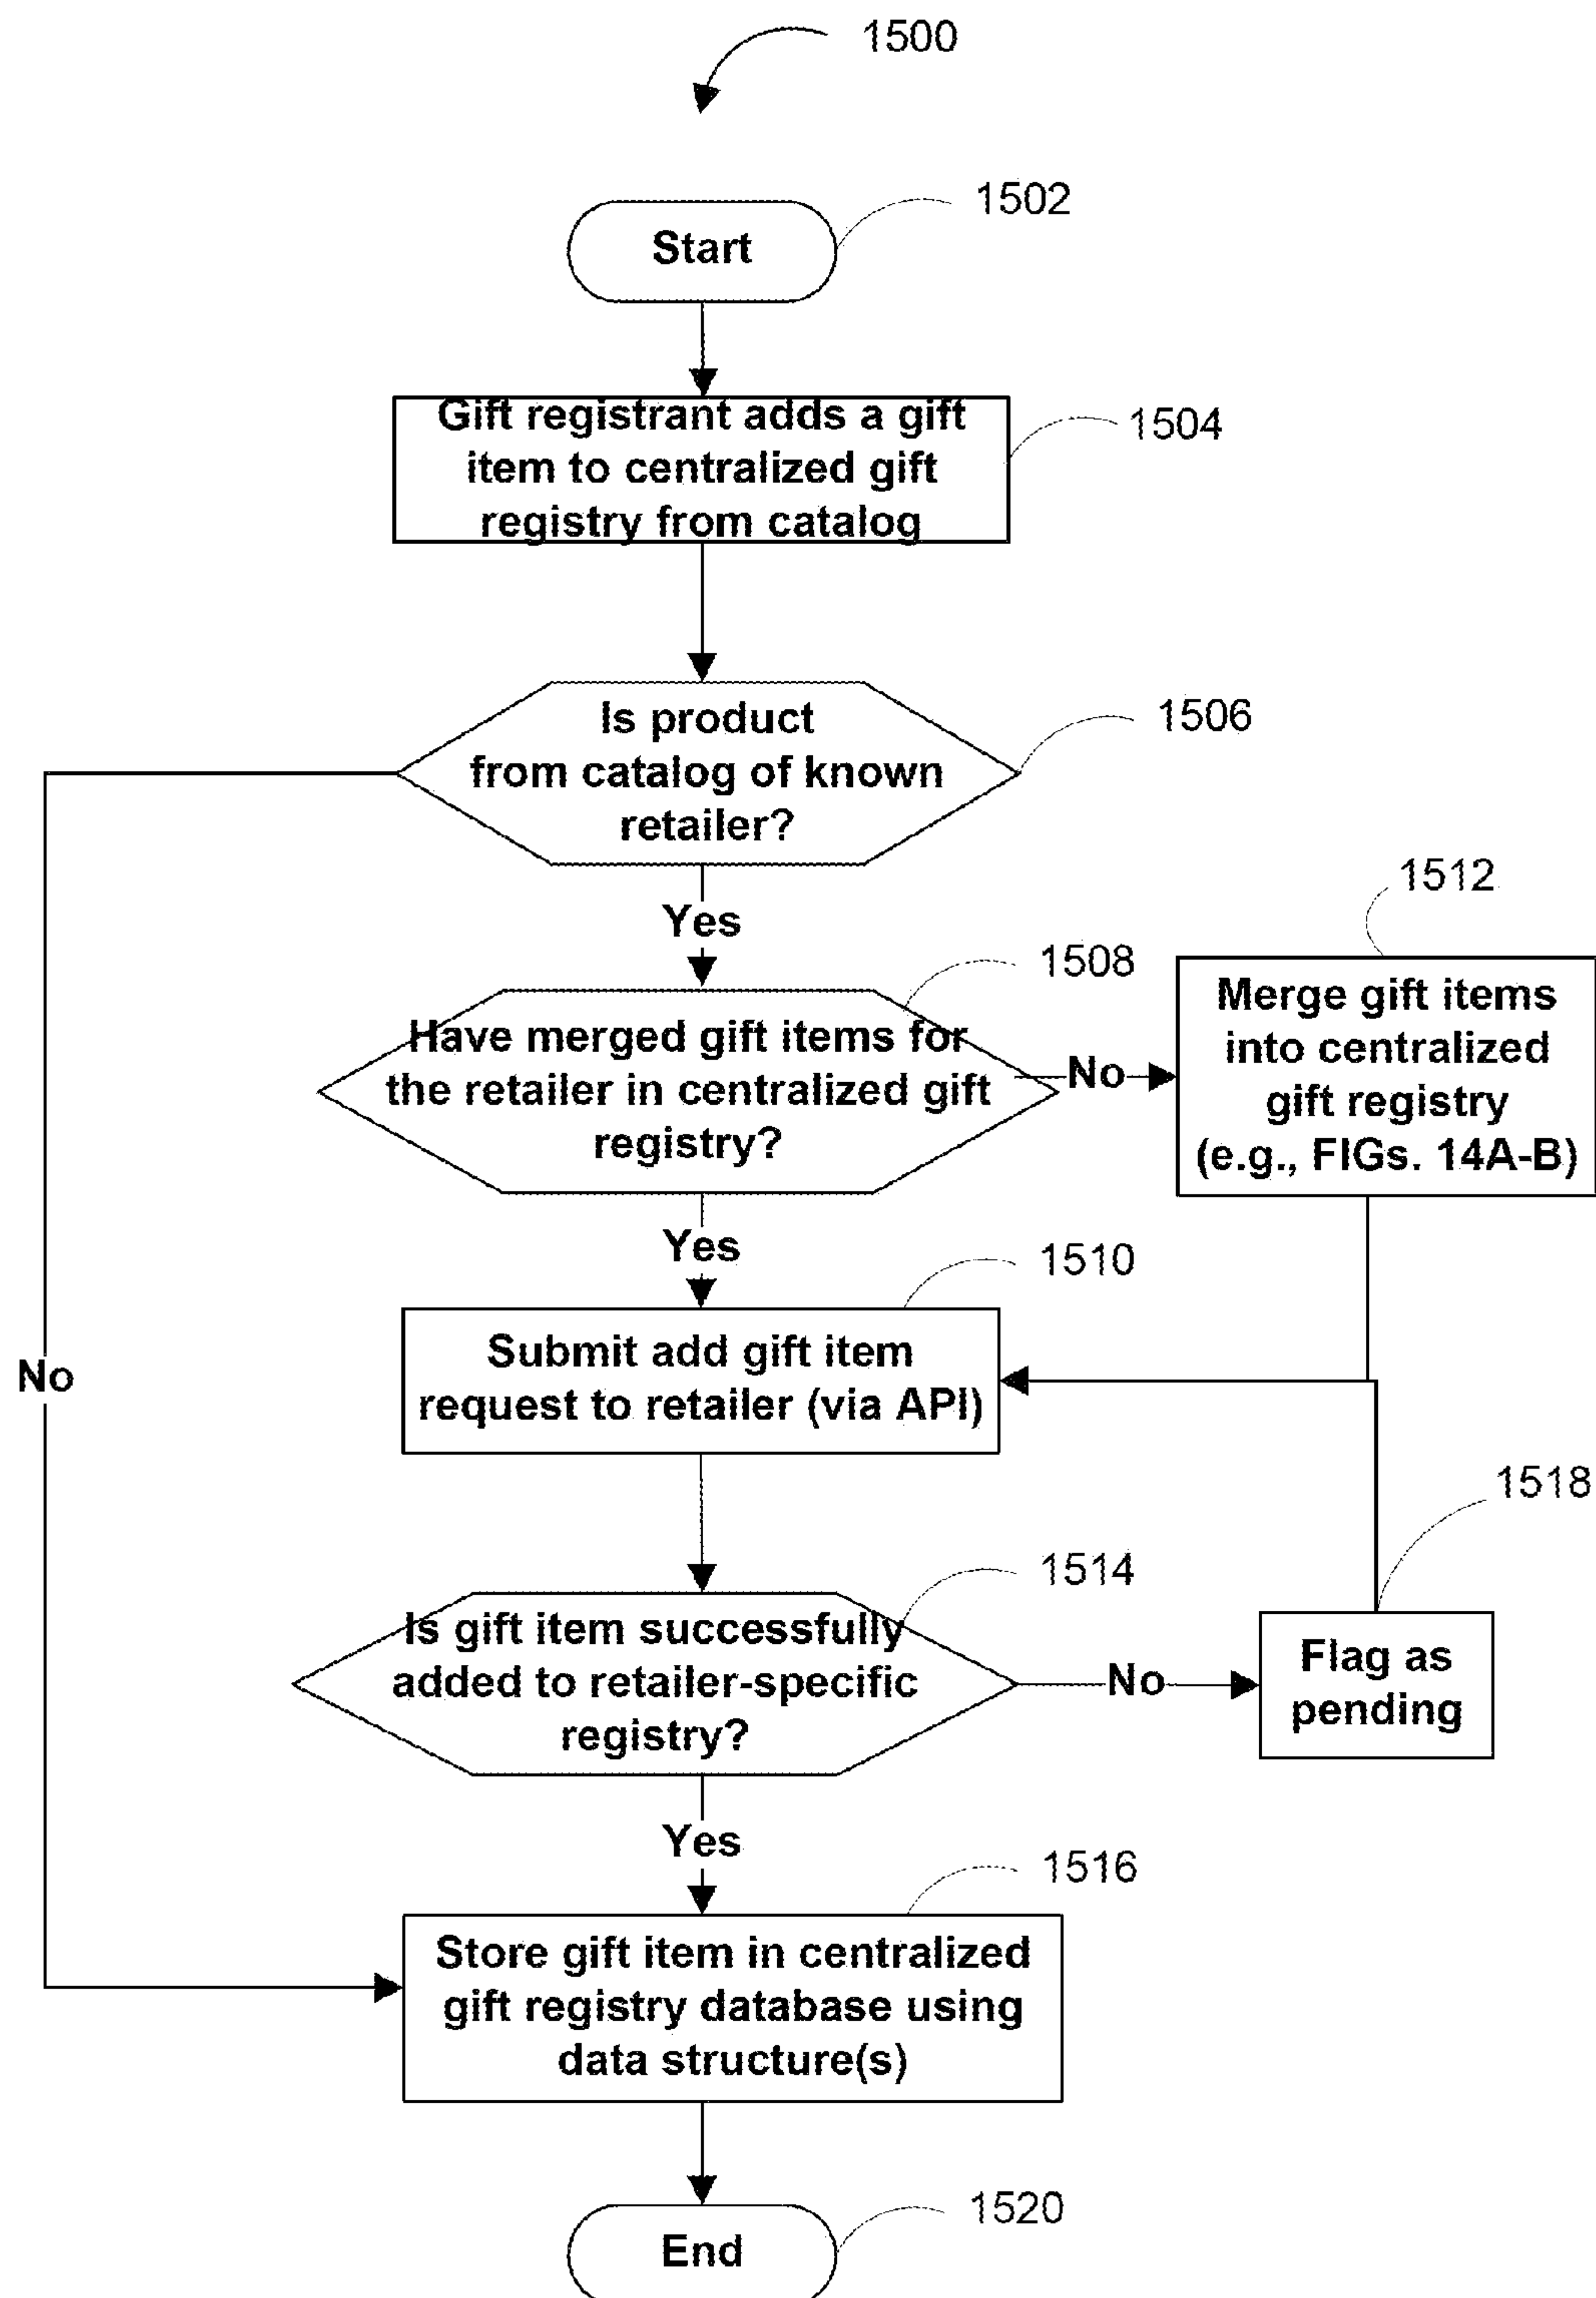 1500
1502
Start
Gift registrant adds a gift
item to centralized gift
registry from catalog
1504
Is product
from catalog of known
retailer?
1506
Yes
1508
1512
Have merged gift items for
the retailer in centralized gift
registry?
No
Merge gift items
into centralized
gift registry
(e.g., FIGs. 14A-B)
Yes
1510
Submit add gift item
request to retailer (via API)
No
1518
1514
Is gift item successfully
added to retailer-specific
registry?
No
Flag as
pending
Yes
1516
Store gift item in centralized
gift registry database using
data structure(s)
1520
End